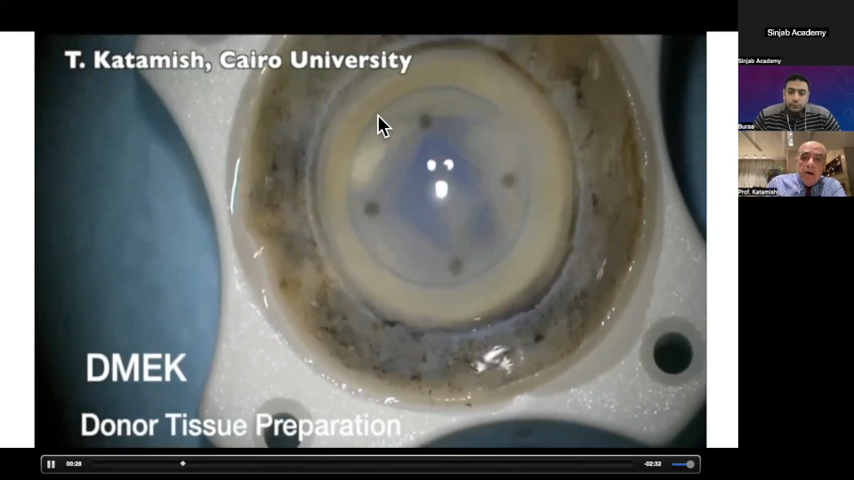 T. Katamish, Cairo University
Sinjab Academy
Sinjab Academy
Buraa
Prof. Katamish
DMEK
Donor Tissue Preparation
00:28
-02:32